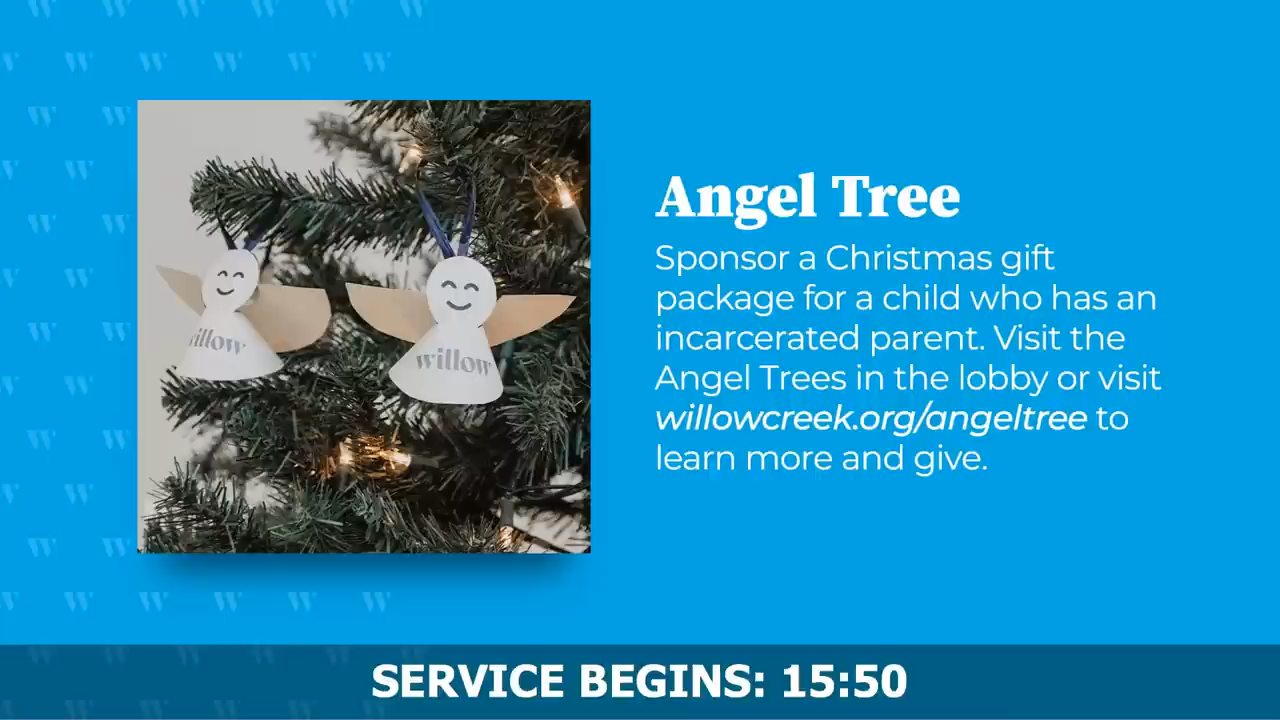 Angel Tree
Sponsor a Christmas gift
package for a child who has an
incarcerated parent. Visit the
Angel Trees in the lobby or visit
willowcreek.org/angeltree to
learn more and give.
willow
willow
SERVICE BEGINS: 15:50